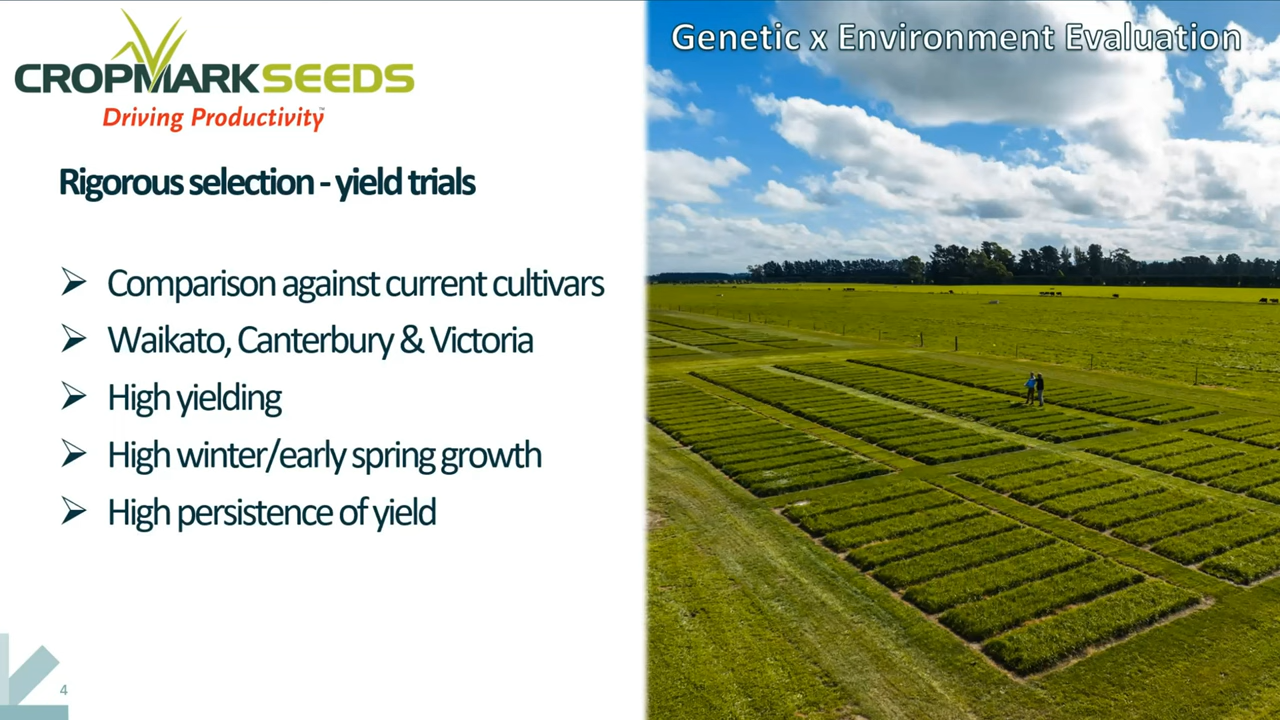 CROPMARKSEEDS
Driving Productivity™
Genetic x Environment Evaluation
Rigorous selection - yield trials
Comparison against current cultivars
Waikato, Canterbury & Victoria
High yielding
High winter/early spring growth
High persistence of yield
4